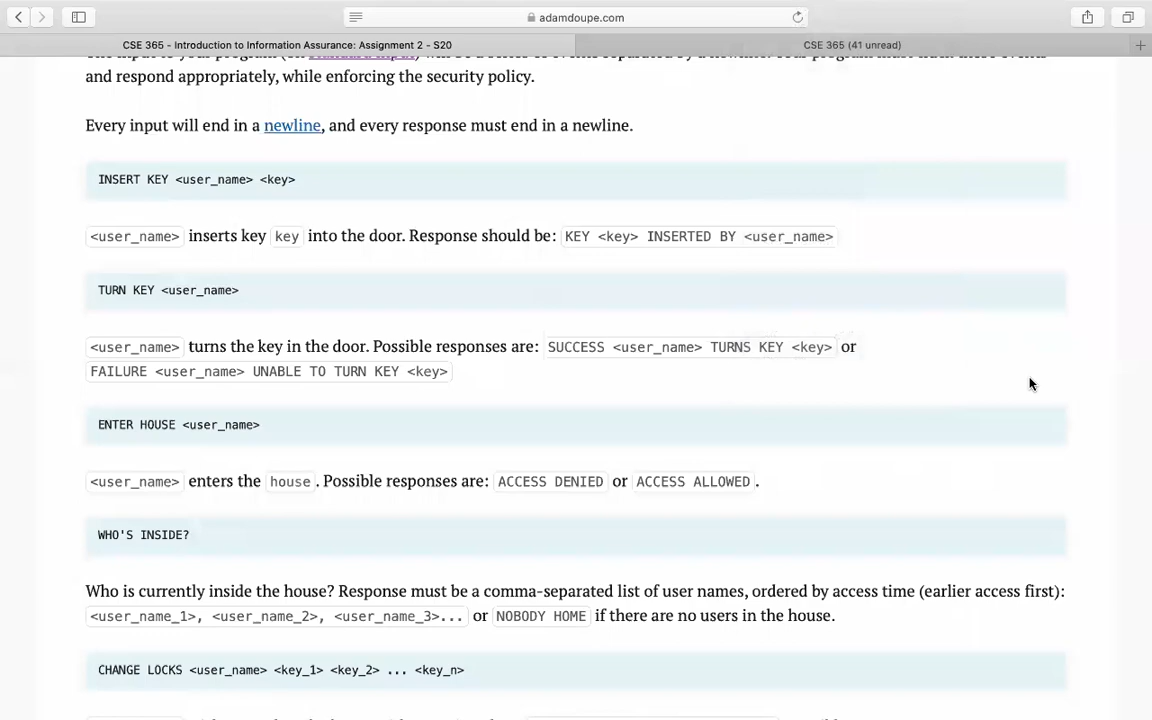 adamdoupe.com
CSE 365 - Introduction to Information Assurance: Assignment 2 - S20
CSE 365 (41 unread)
and respond appropriately, while enforcing the security policy.
Every input will end in a newline, and every response must end in a newline.
INSERT KEY <user_name> <key>
<user_name> inserts key key into the door. Response should be: KEY <key> INSERTED BY <user_name>
TURN KEY <user_name>
<user_name> turns the key in the door. Possible responses are: SUCCESS <user_name> TURNS KEY <key> or
FAILURE <user_name> UNABLE TO TURN KEY <key>
ENTER HOUSE <user_name>
<user_name> enters the house. Possible responses are: ACCESS DENIED or ACCESS ALLOWED.
WHO'S INSIDE?
Who is currently inside the house? Response must be a comma-separated list of user names, ordered by access time (earlier access first):
<user_name_1>, <user_name_2>, <user_name_3>... or NOBODY HOME if there are no users in the house.
CHANGE LOCKS <user_name> <key_1> <key_2> ... <key_n>